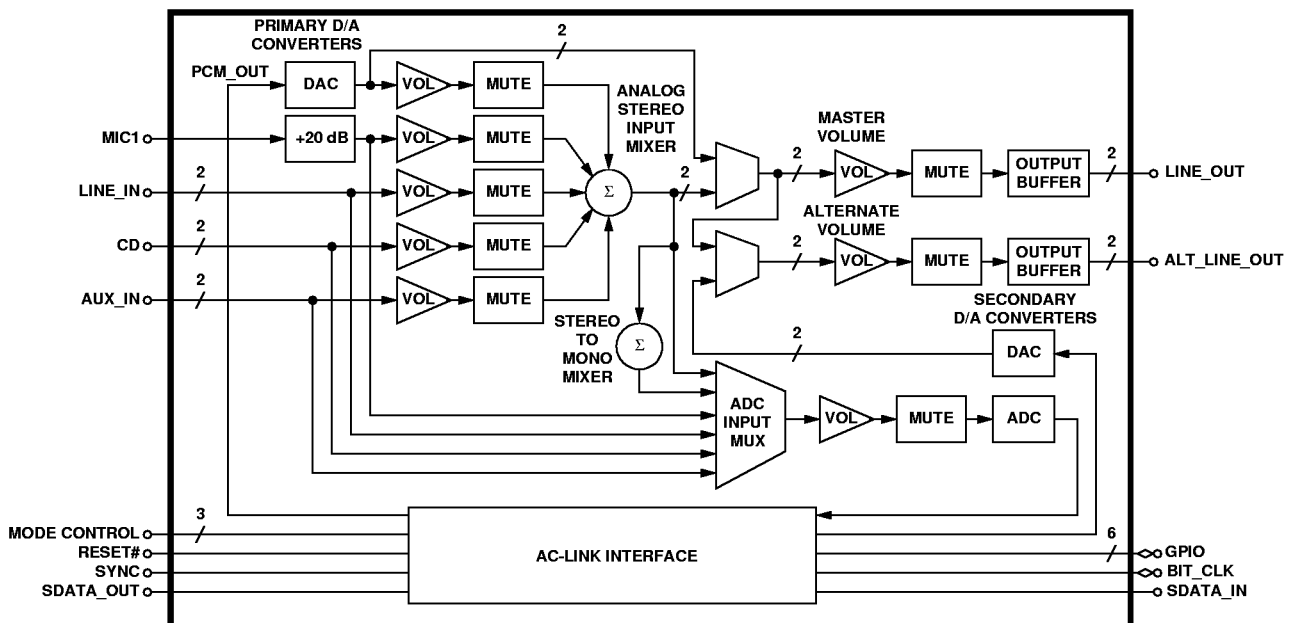 PRIMARY D/A
CONVERTERS
2
PCM_OUT
DAC
VOL
MUTE
ANALOG
STEREO
INPUT
MIXER
MIC1
+20 dB
VOL
MUTE
MASTER
VOLUME
2
VOL
MUTE
OUTPUT
BUFFER
2
LINE_OUT
LINE_IN
2
VOL
MUTE
Σ
2
ALTERNATE
VOLUME
CD
2
VOL
MUTE
2
VOL
MUTE
OUTPUT
BUFFER
2
ALT_LINE_OUT
AUX_IN
2
VOL
MUTE
SECONDARY
D/A CONVERTERS
STEREO
TO
MONO
MIXER
Σ
2
DAC
ADC
INPUT
MUX
VOL
MUTE
ADC
MODE CONTROL
3
RESET#
SYNC
SDATA_OUT
AC-LINK INTERFACE
6
GPIO
BIT_CLK
SDATA_IN